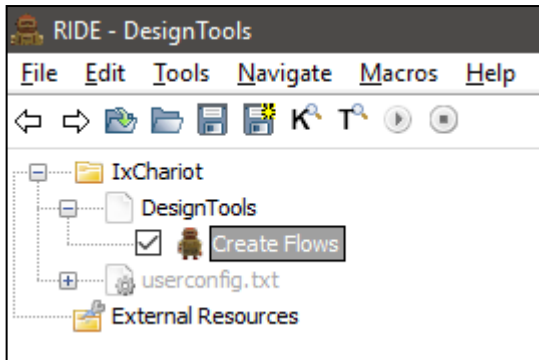 RIDE - DesignTools
File Edit Tools Navigate Macros Help
K T
IxChariot
DesignTools
Create Flows
userconfig.txt
External Resources